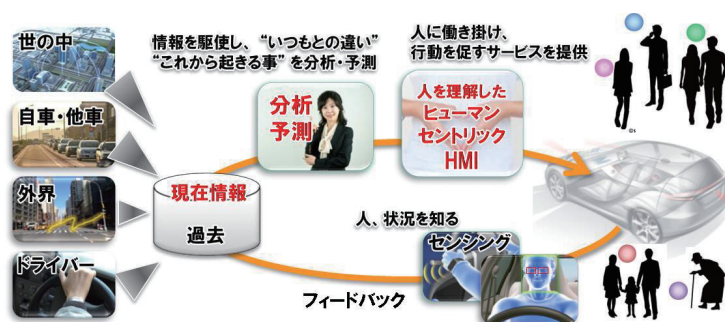 世の中
自車・他車
外界
ドライバー
情報を駆使し、“いつもとの違い”
“これから起きる事”を分析・予測
人に働き掛け、
行動を促すサービスを提供
分析
予測
人を理解した
ヒューマン
セントリック
HMI
現在情報
過去
人、状況を知る
センシング
フィードバック